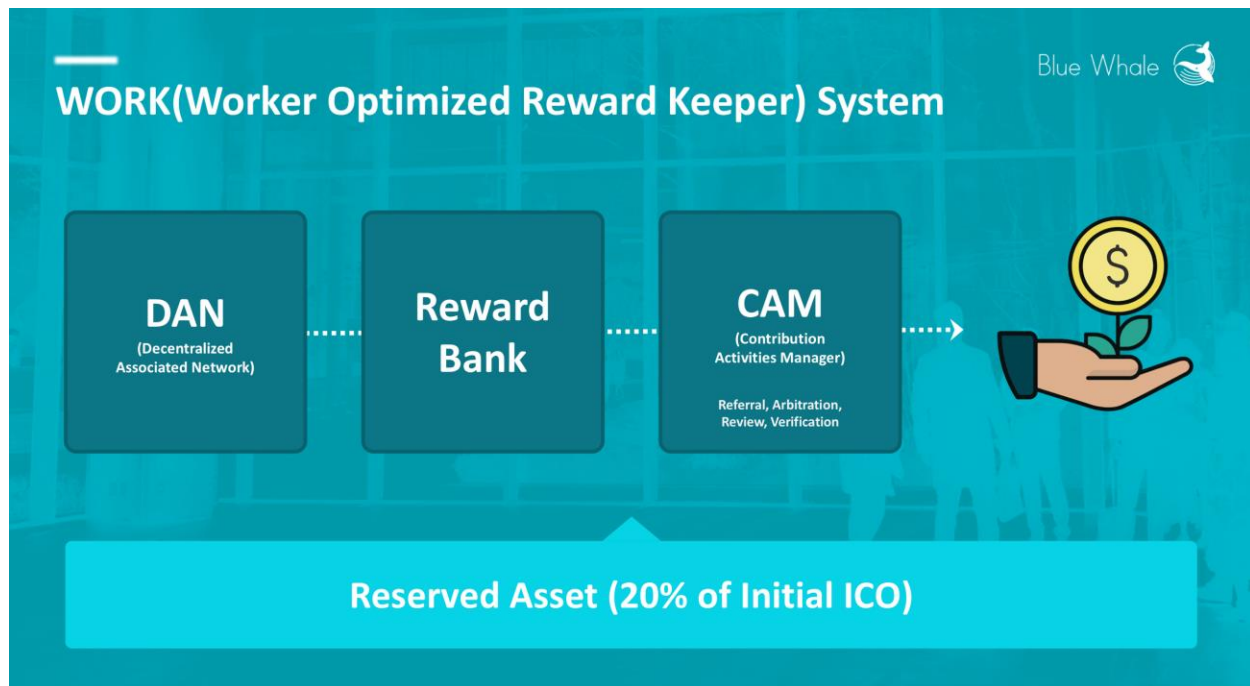 Blue Whale
WORK(Worker Optimized Reward Keeper) System
DAN
(Decentralized
Associated Network)
Reward
Bank
CAM
(Contribution
Activities Manager)
Referral, Arbitration,
Review, Verification
$
Reserved Asset (20% of Initial ICO)